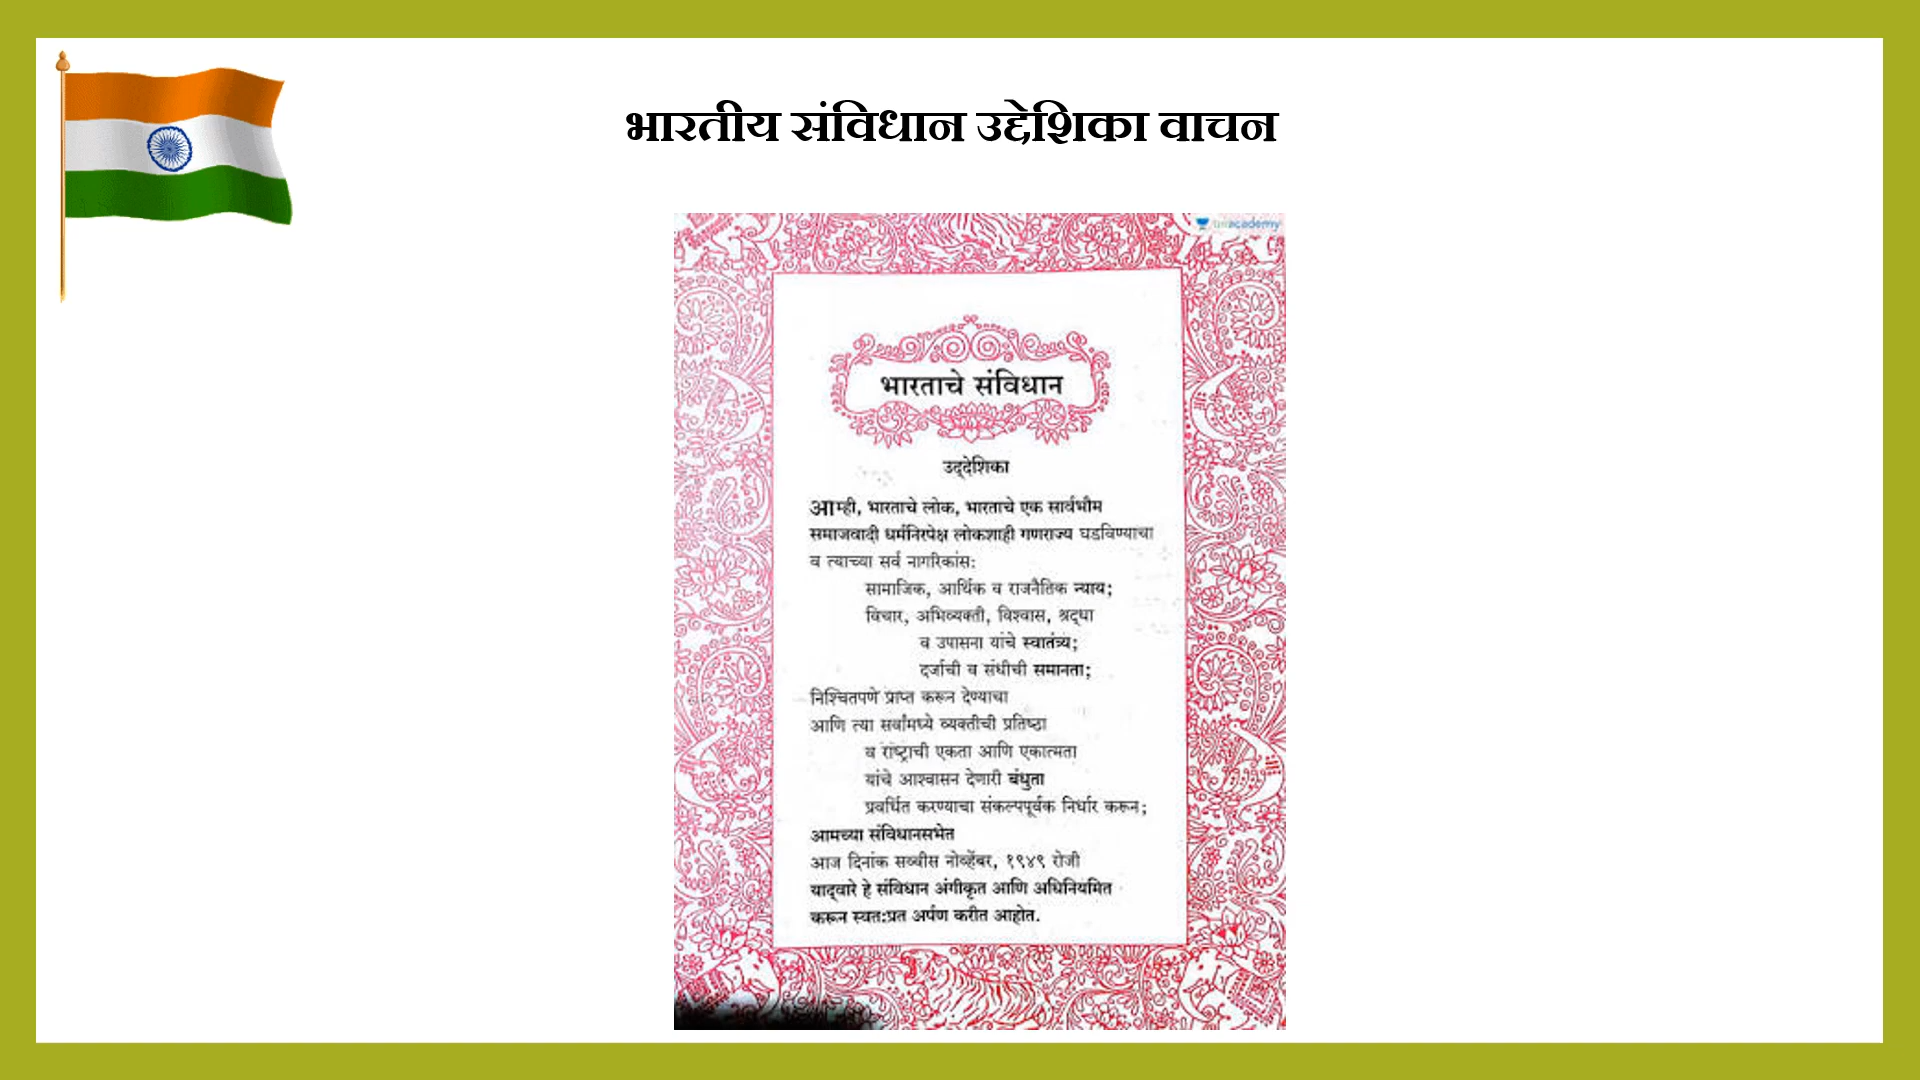 भारतीय संविधान उद्देशिका वाचन
unacademy
भारताचे संविधान
उद्‌देशिका
आम्ही, भारताचे लोक, भारताचे एक सार्वभौम
समाजवादी धर्मनिरपेक्ष लोकशाही गणराज्य घडविण्याचा
व त्याच्या सर्व नागरिकांस:
सामाजिक, आर्थिक व राजनैतिक न्याय;
विचार, अभिव्यक्ती, विश्वास, श्रद्‌धा
व उपासना यांचे स्वातंत्र्य;
दर्जाची व संधीची समानता;
निश्चितपणे प्राप्त करून देण्याचा
आणि त्या सर्वांमध्ये व्यक्तीची प्रतिष्ठा
व राष्ट्राची एकता आणि एकात्मता
यांचे आश्वासन देणारी बंधुता
प्रवर्धित करण्याचा संकल्पपूर्वक निर्धार करून;
आमच्या संविधानसभेत
आज दिनांक सव्वीस नोव्हेंबर, १९४९ रोजी
याद्‌वारे हे संविधान अंगीकृत आणि अधिनियमित
करून स्वत:प्रत अर्पण करीत आहोत.